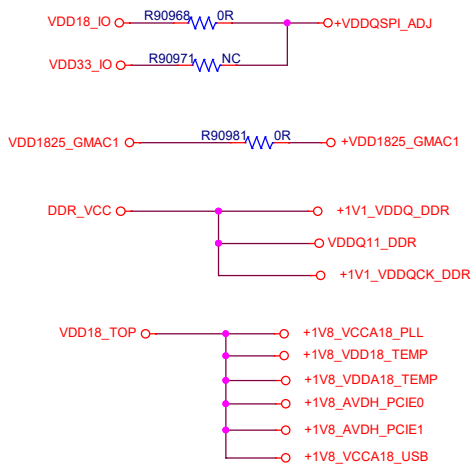 VDD18_IO R90968 0R +VDDQSPI_ADJ
VDD33_IO R90971 NC
VDD1825_GMAC1 R90981 0R +VDD1825_GMAC1
DDR_VCC +1V1_VDDQ_DDR
VDDQ11_DDR
+1V1_VDDQCK_DDR
VDD18_TOP +1V8_VCCA18_PLL
+1V8_VDD18_TEMP
+1V8_VDDA18_TEMP
+1V8_AVDH_PCIE0
+1V8_AVDH_PCIE1
+1V8_VCCA18_USB